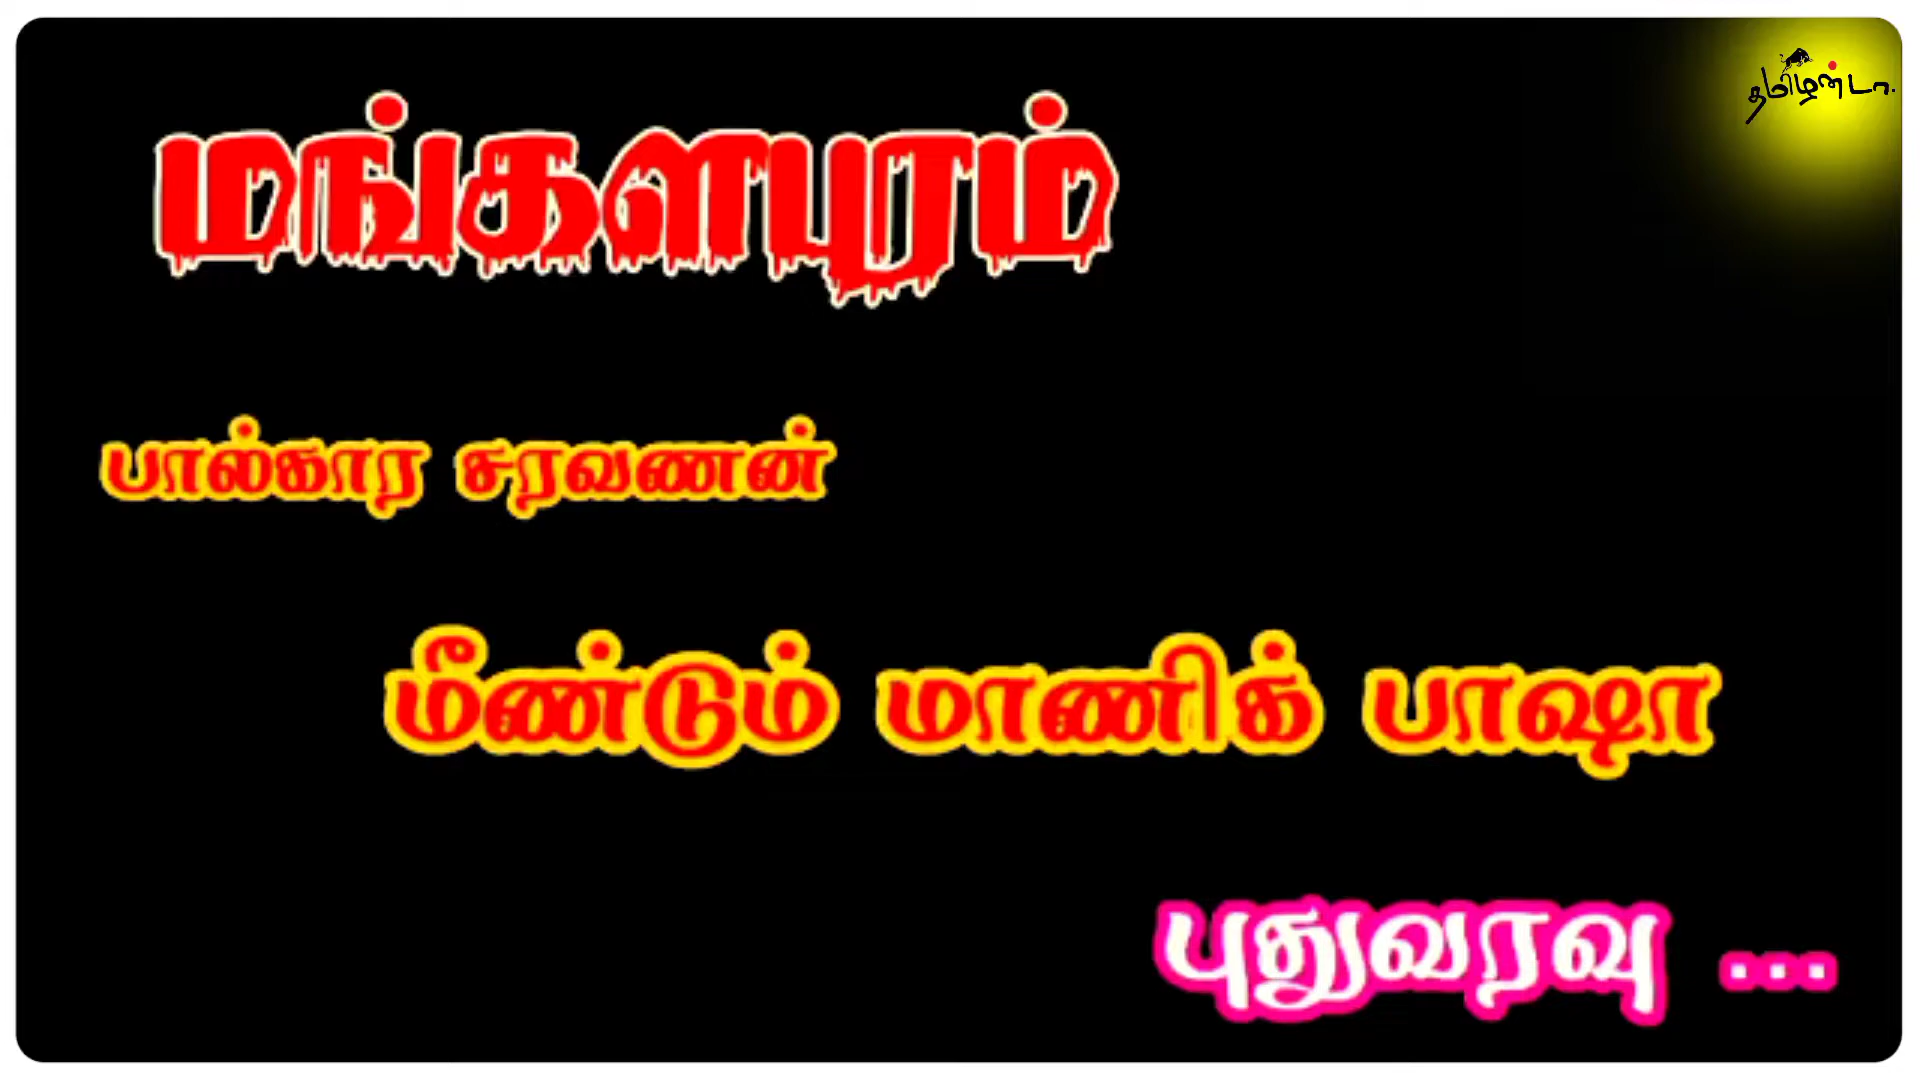 தமிழன்டா.
மங்களபுரம்
பால்கார சரவணன்
மீண்டும் மாணிக் பாஷா
புதுவரவு ...